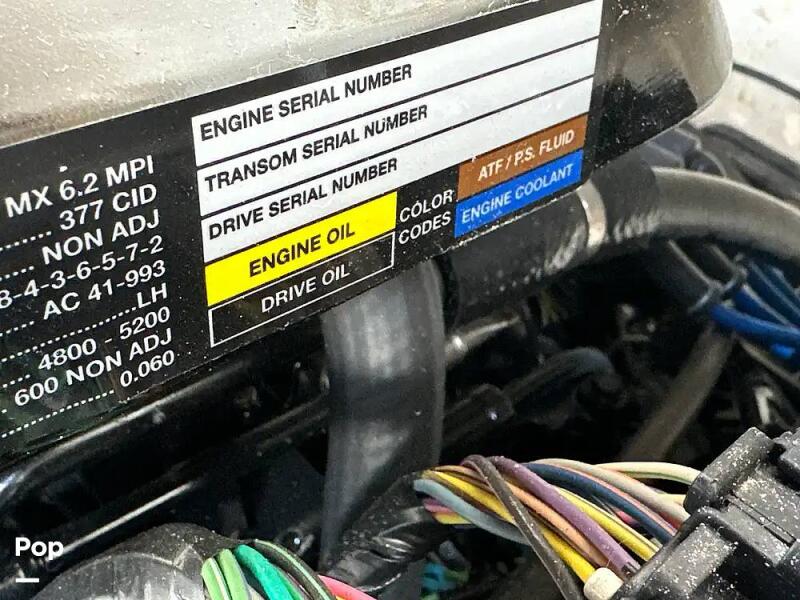 MX 6.2 MPI
377 CID
NON ADJ
8-4-3-6-5-7-2
AC 41-993
LH
4800 - 5200
600 NON ADJ
0.060
ENGINE SERIAL NUMBER
TRANSOM SERIAL NUMBER
DRIVE SERIAL NUMBER
ENGINE OIL
DRIVE OIL
COLOR
CODES
ATF / P.S. FLUID
ENGINE COOLANT
Pop